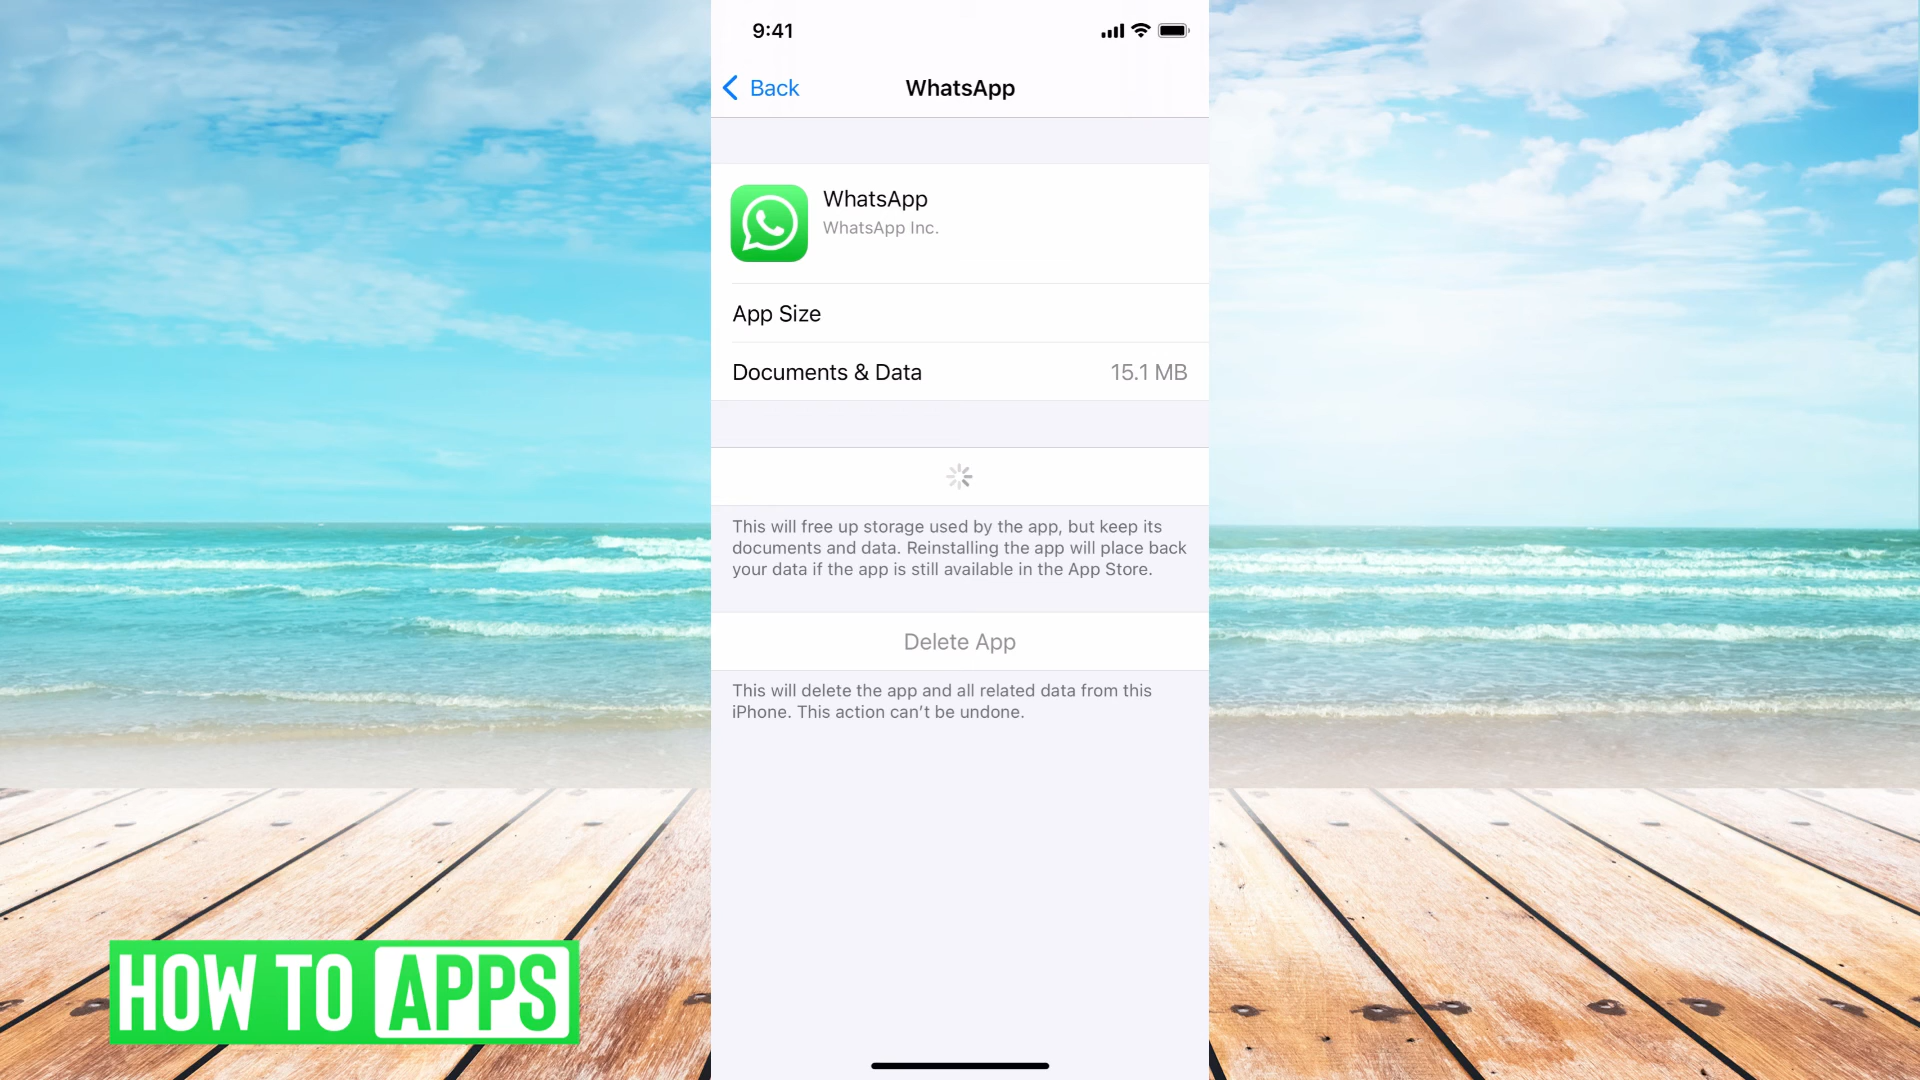 9:41
Back
WhatsApp
WhatsApp
WhatsApp Inc.
App Size
Documents & Data 15.1 MB
This will free up storage used by the app, but keep its
documents and data. Reinstalling the app will place back
your data if the app is still available in the App Store.
Delete App
This will delete the app and all related data from this
iPhone. This action can’t be undone.
HOW TO APPS